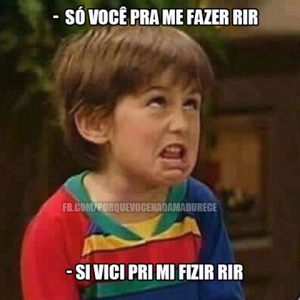 - SÓ VOCÊ PRA ME FAZER RIR
FB.COM/PORQUEVOCENAOAMADURECE
- SI VICI PRI MI FIZIR RIR